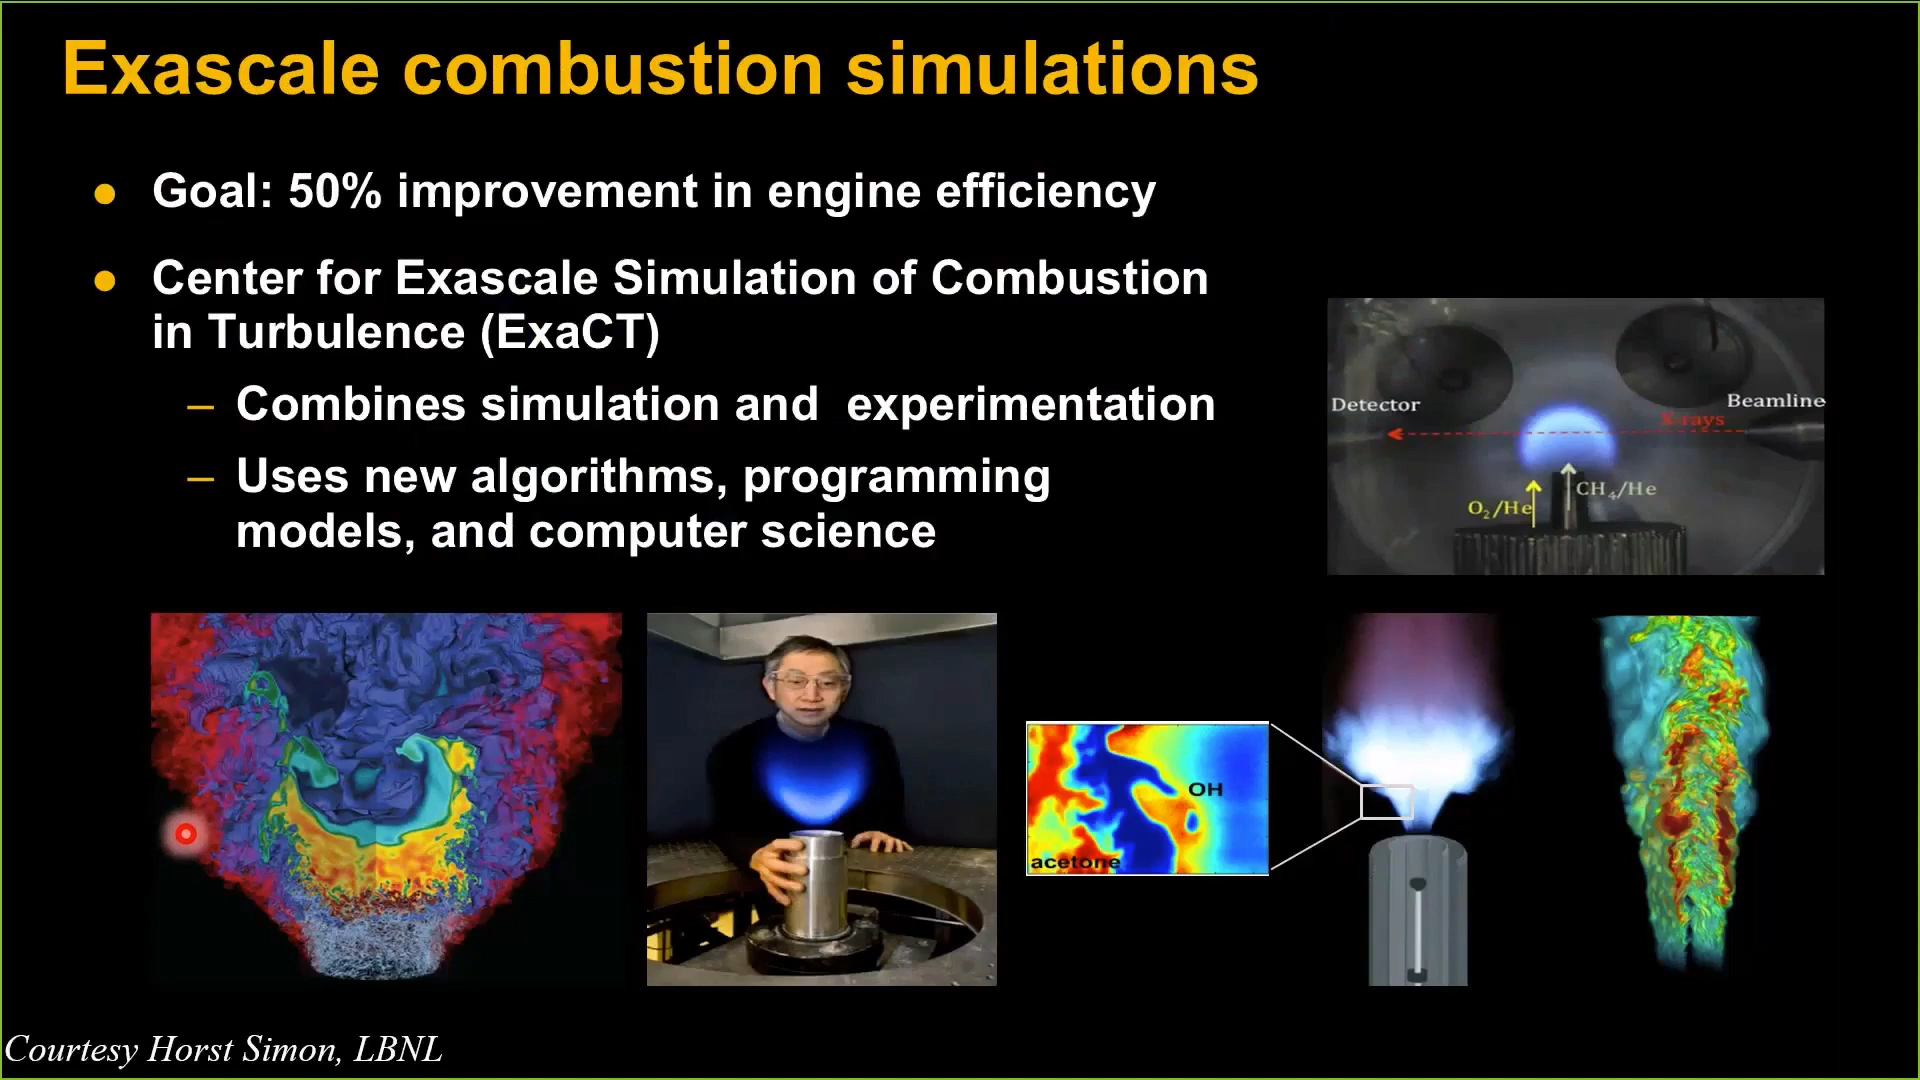 Exascale combustion simulations
● Goal: 50% improvement in engine efficiency
● Center for Exascale Simulation of Combustion
in Turbulence (ExaCT)
– Combines simulation and experimentation
– Uses new algorithms, programming
models, and computer science
Detector
Beamline
X-rays
O₂/He
CH₄/He
OH
acetone
Courtesy Horst Simon, LBNL